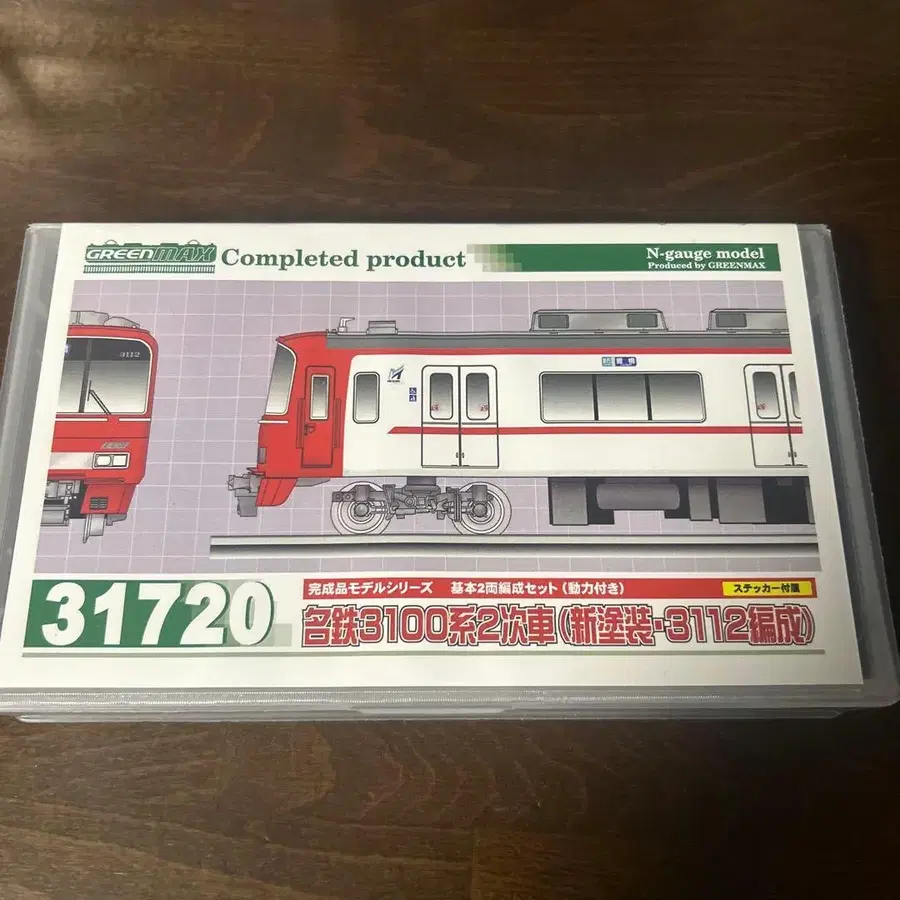 GREENMAX Completed product
N-gauge model
Produced by GREENMAX
3112
31720
完成品モデルシリーズ 基本2両編成セット(動力付き)
ステッカー付属
名鉄3100系2次車(新塗装・3112編成)